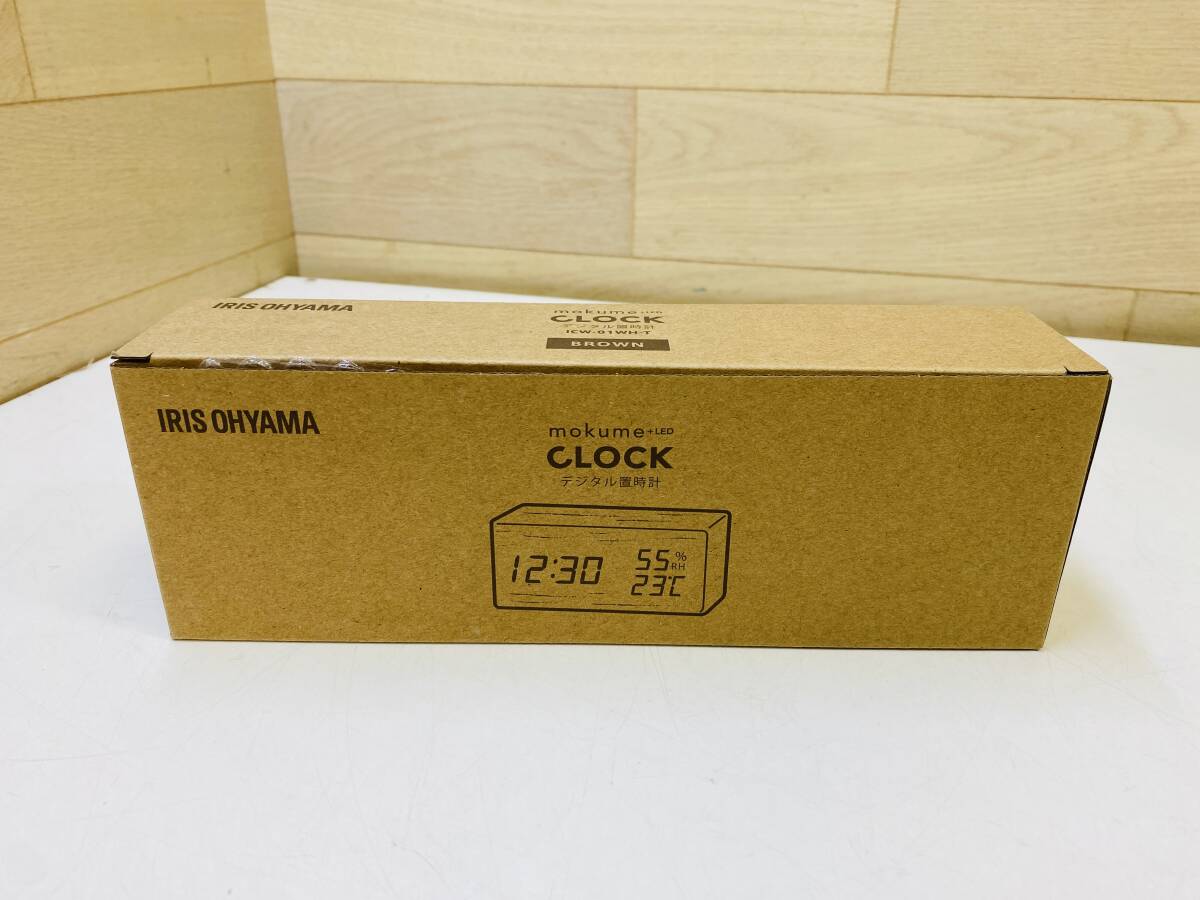 IRIS OHYAMA
mokume+LED
CLOCK
デジタル置時計
ICW-01WH-T
BROWN
IRIS OHYAMA
mokume+LED
CLOCK
デジタル置時計
12:30
55%RH
23℃